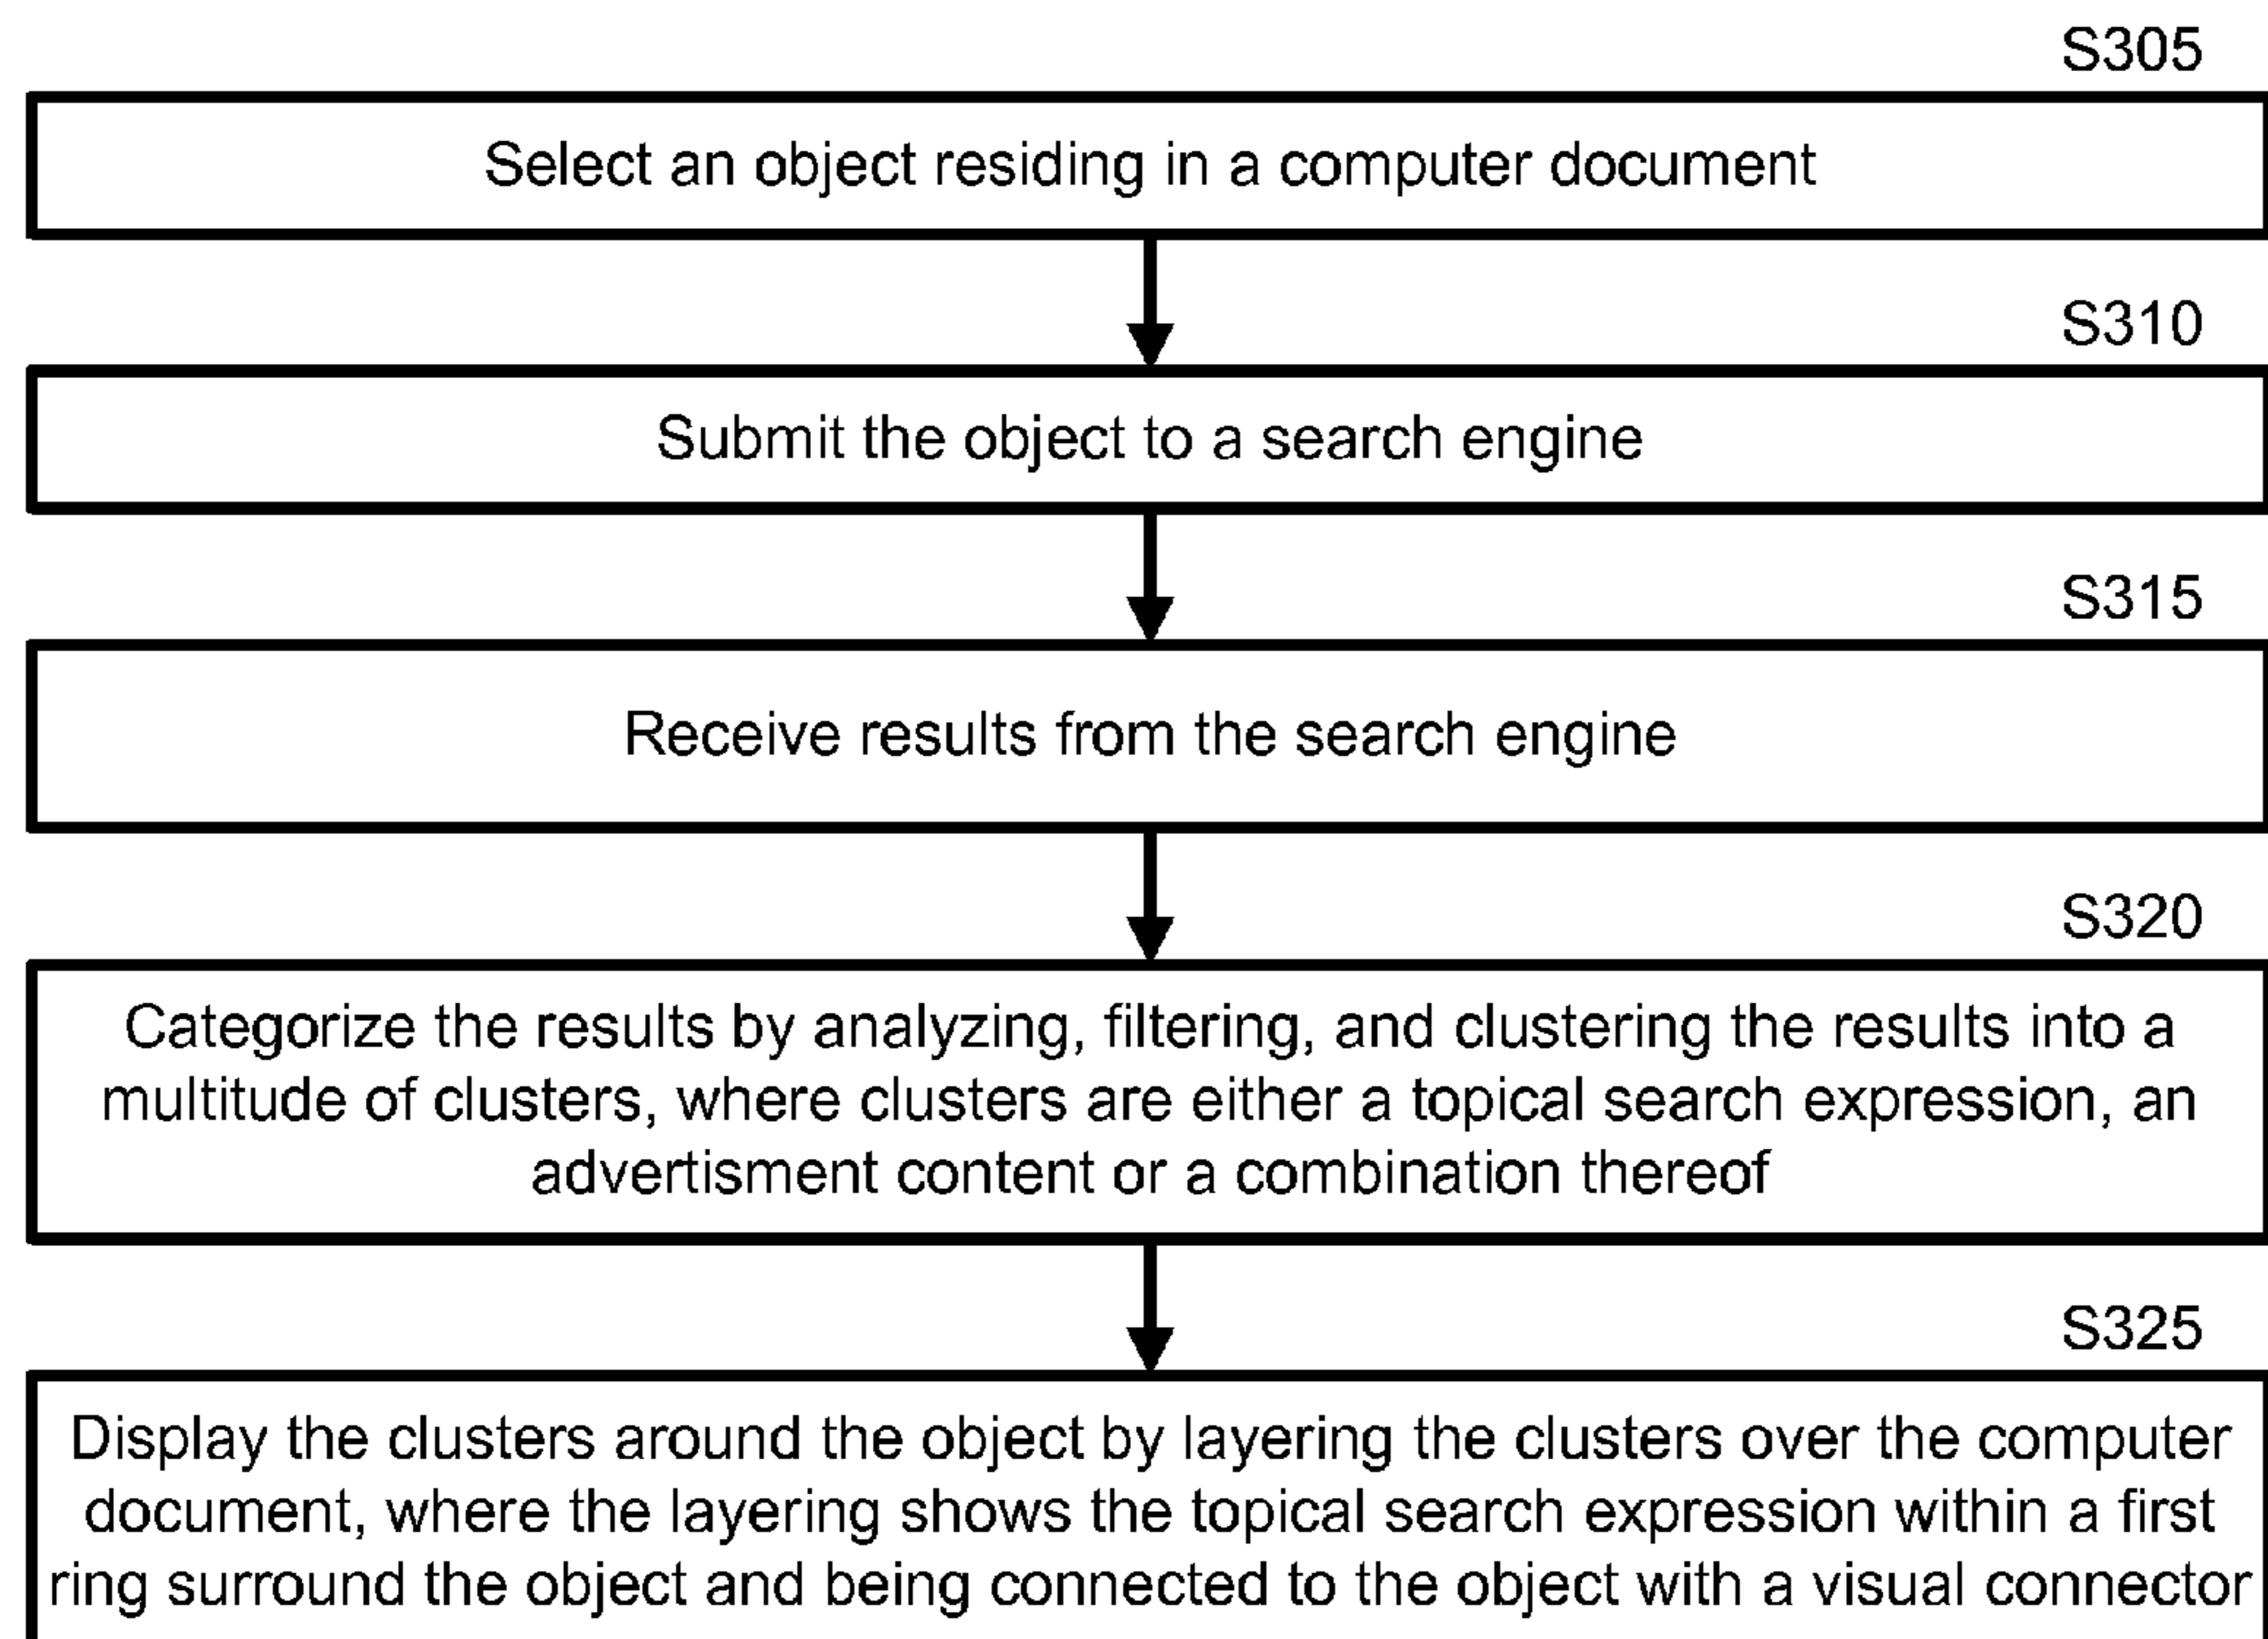 S305
Select an object residing in a computer document
S310
Submit the object to a search engine
S315
Receive results from the search engine
S320
Categorize the results by analyzing, filtering, and clustering the results into a
multitude of clusters, where clusters are either a topical search expression, an
advertisment content or a combination thereof
S325
Display the clusters around the object by layering the clusters over the computer
document, where the layering shows the topical search expression within a first
ring surround the object and being connected to the object with a visual connector